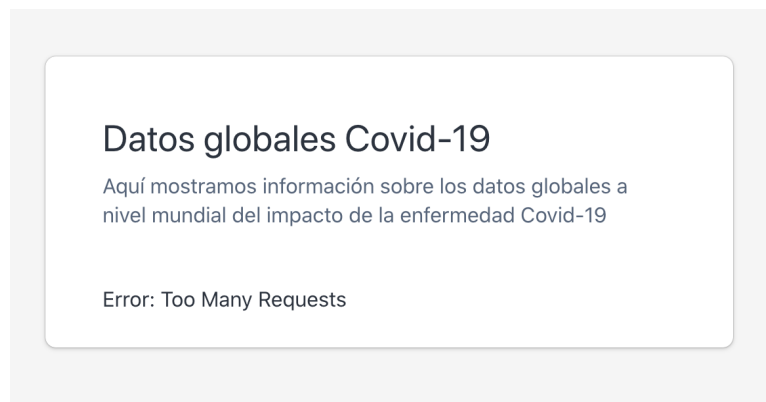 Datos globales Covid-19
Aquí mostramos información sobre los datos globales a
nivel mundial del impacto de la enfermedad Covid-19
Error: Too Many Requests